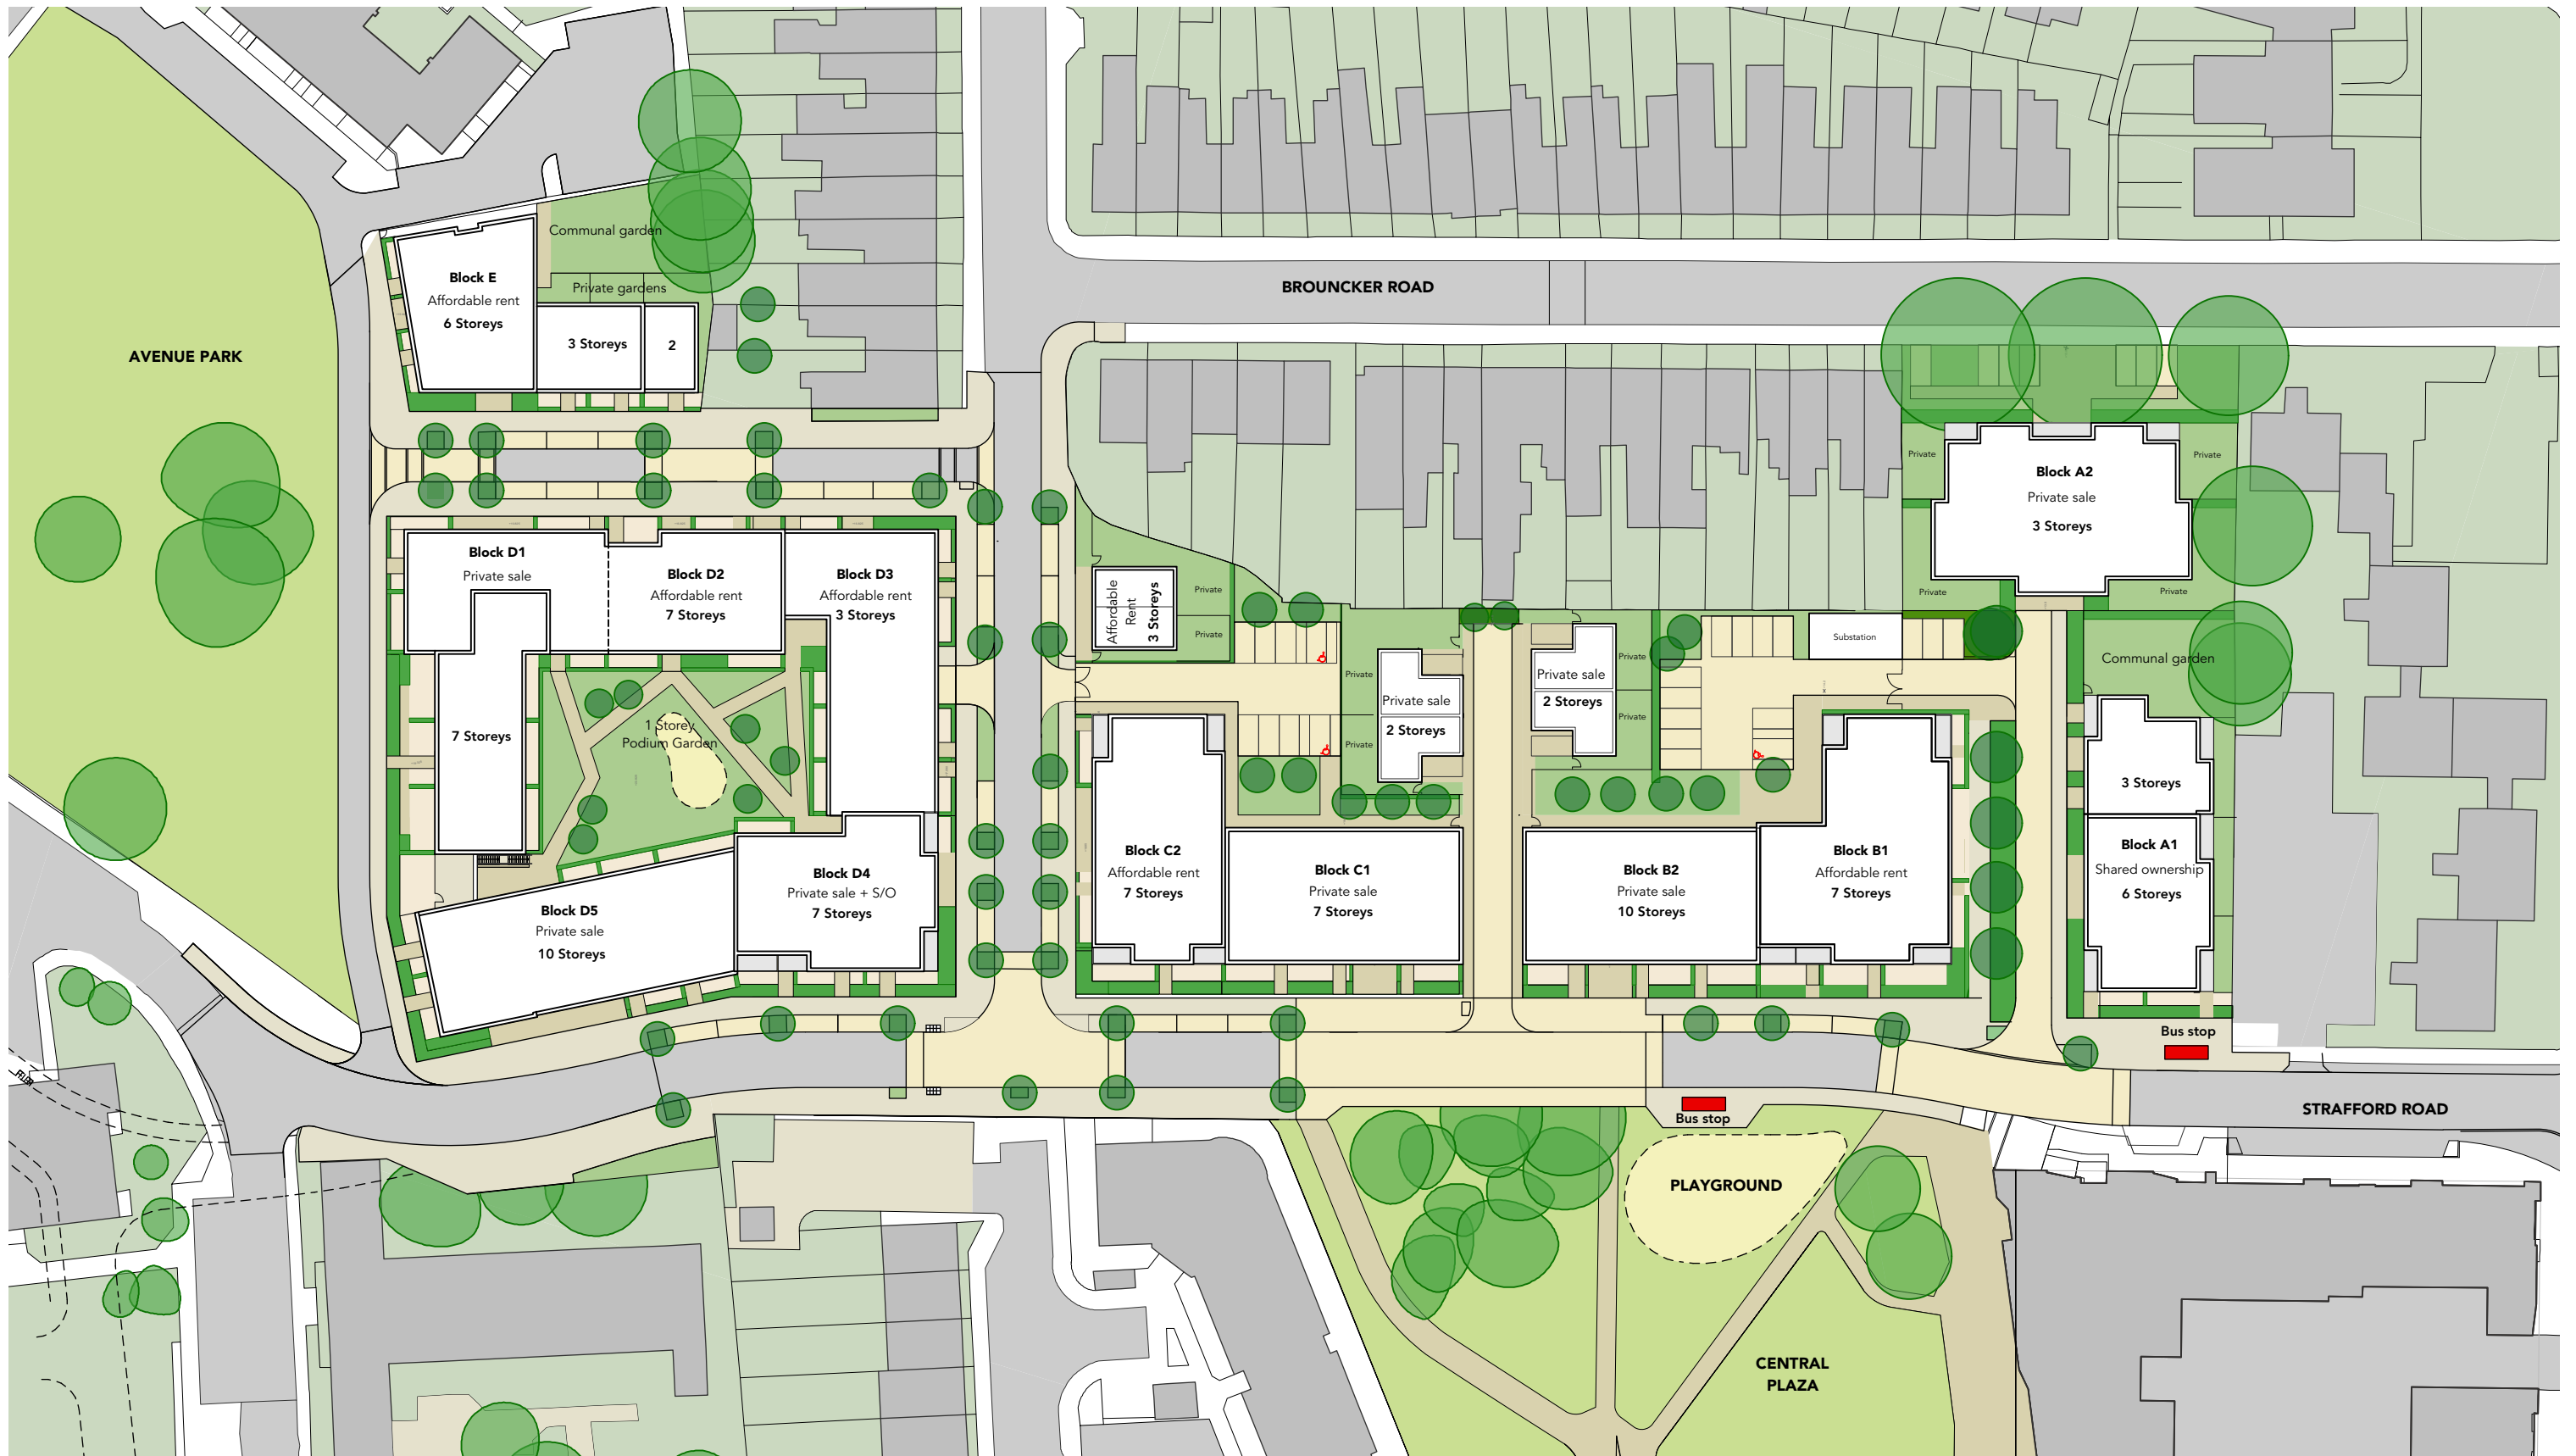 BROUNCKER ROAD
AVENUE PARK
Communal garden
Private gardens
Block E
Affordable rent
6 Storeys
3 Storeys
2
Block D1
Private sale
7 Storeys
Block D2
Affordable rent
7 Storeys
Block D3
Affordable rent
3 Storeys
1 Storey
Podium Garden
Block D4
Private sale + S/O
7 Storeys
Block D5
Private sale
10 Storeys
Affordable
Rent
3 Storeys
Private
Private
Private
Private
Private sale
2 Storeys
Private sale
2 Storeys
Private
Private
Substation
Block C2
Affordable rent
7 Storeys
Block C1
Private sale
7 Storeys
Block B2
Private sale
10 Storeys
Block B1
Affordable rent
7 Storeys
Private
Private
Block A2
Private sale
3 Storeys
Private
Private
Communal garden
3 Storeys
Block A1
Shared ownership
6 Storeys
Bus stop
STRAFFORD ROAD
Bus stop
PLAYGROUND
CENTRAL
PLAZA